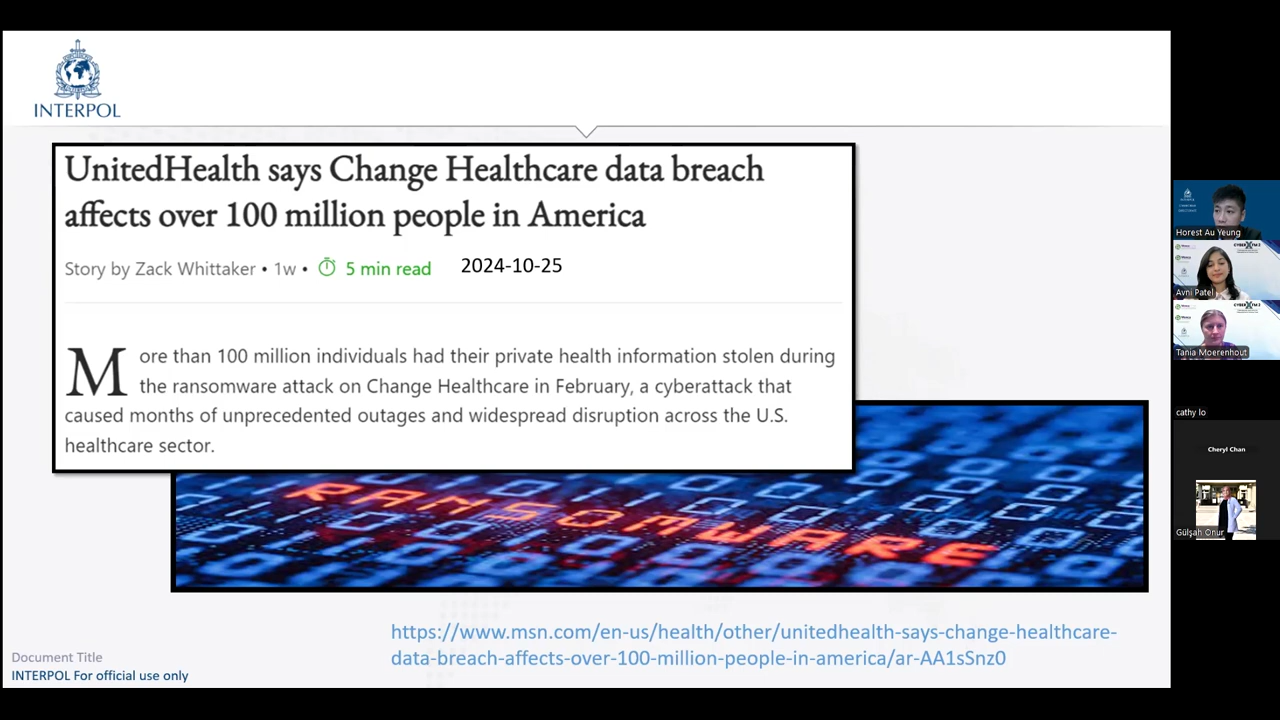 INTERPOL
UnitedHealth says Change Healthcare data breach
affects over 100 million people in America
Story by Zack Whittaker • 1w • 5 min read 2024-10-25
More than 100 million individuals had their private health information stolen during
the ransomware attack on Change Healthcare in February, a cyberattack that
caused months of unprecedented outages and widespread disruption across the U.S.
healthcare sector.
RANSOMWARE
https://www.msn.com/en-us/health/other/unitedhealth-says-change-healthcare-
data-breach-affects-over-100-million-people-in-america/ar-AA1sSnz0
Document Title
INTERPOL For official use only
Horest Au Yeung
Avni Patel
Tania Moerenhout
cathy lo
Cheryl Chan
Gülşah Onur